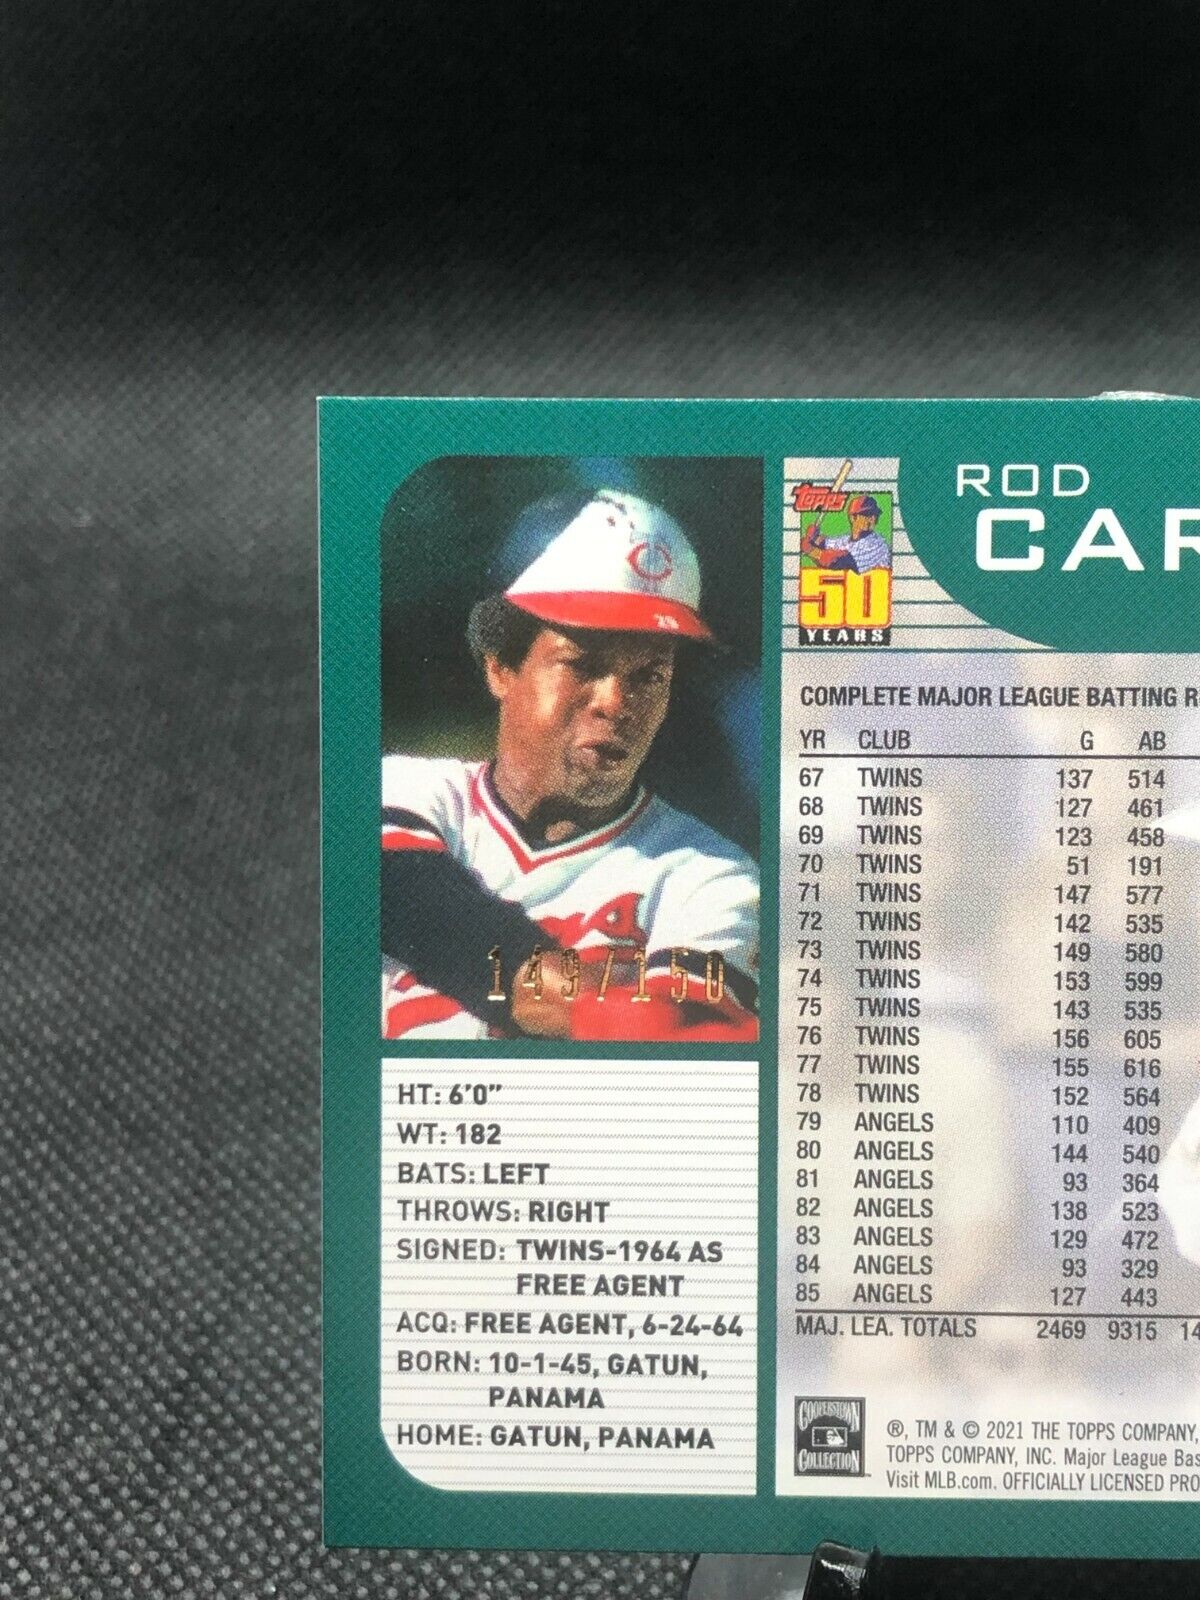 ROD
CAR
Topps
50
YEARS
C
149/150
HT: 6'0"
WT: 182
BATS: LEFT
THROWS: RIGHT
SIGNED: TWINS-1964 AS
FREE AGENT
ACQ: FREE AGENT, 6-24-64
BORN: 10-1-45, GATUN,
PANAMA
HOME: GATUN, PANAMA
COMPLETE MAJOR LEAGUE BATTING R
YR CLUB G AB
67 TWINS 137 514
68 TWINS 127 461
69 TWINS 123 458
70 TWINS 51 191
71 TWINS 147 577
72 TWINS 142 535
73 TWINS 149 580
74 TWINS 153 599
75 TWINS 143 535
76 TWINS 156 605
77 TWINS 155 616
78 TWINS 152 564
79 ANGELS 110 409
80 ANGELS 144 540
81 ANGELS 93 364
82 ANGELS 138 523
83 ANGELS 129 472
84 ANGELS 93 329
85 ANGELS 127 443
MAJ. LEA. TOTALS 2469 9315 14
COOPERSTOWN
COLLECTION
®, TM & © 2021 THE TOPPS COMPANY,
TOPPS COMPANY, INC. Major League Bas
Visit MLB.com. OFFICIALLY LICENSED PRO